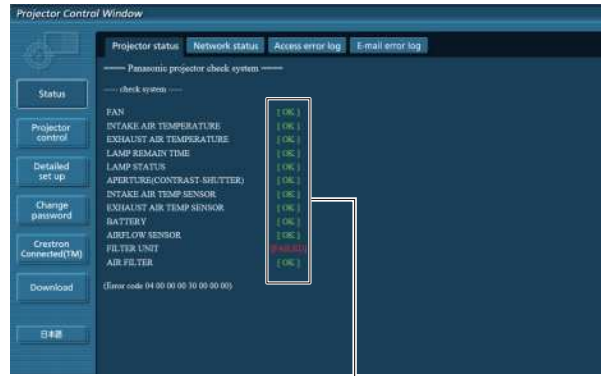 Projector Control Window
Projector status Network status Access error log E-mail error log
------ Panasonic projector check system ------
----- check system -----
Status
Projector control
Detailed set up
Change password
Crestron Connected(TM)
Download
日本語
FAN [ OK ]
INTAKE AIR TEMPERATURE [ OK ]
EXHAUST AIR TEMPERATURE [ OK ]
LAMP REMAIN TIME [ OK ]
LAMP STATUS [ OK ]
APERTURE(CONTRAST-SHUTTER) [ OK ]
INTAKE AIR TEMP SENSOR [ OK ]
EXHAUST AIR TEMP SENSOR [ OK ]
BATTERY [ OK ]
AIRFLOW SENSOR [ OK ]
FILTER UNIT [FAILED]
AIR FILTER [ OK ]
(Error code 04 00 00 00 30 00 00 00)